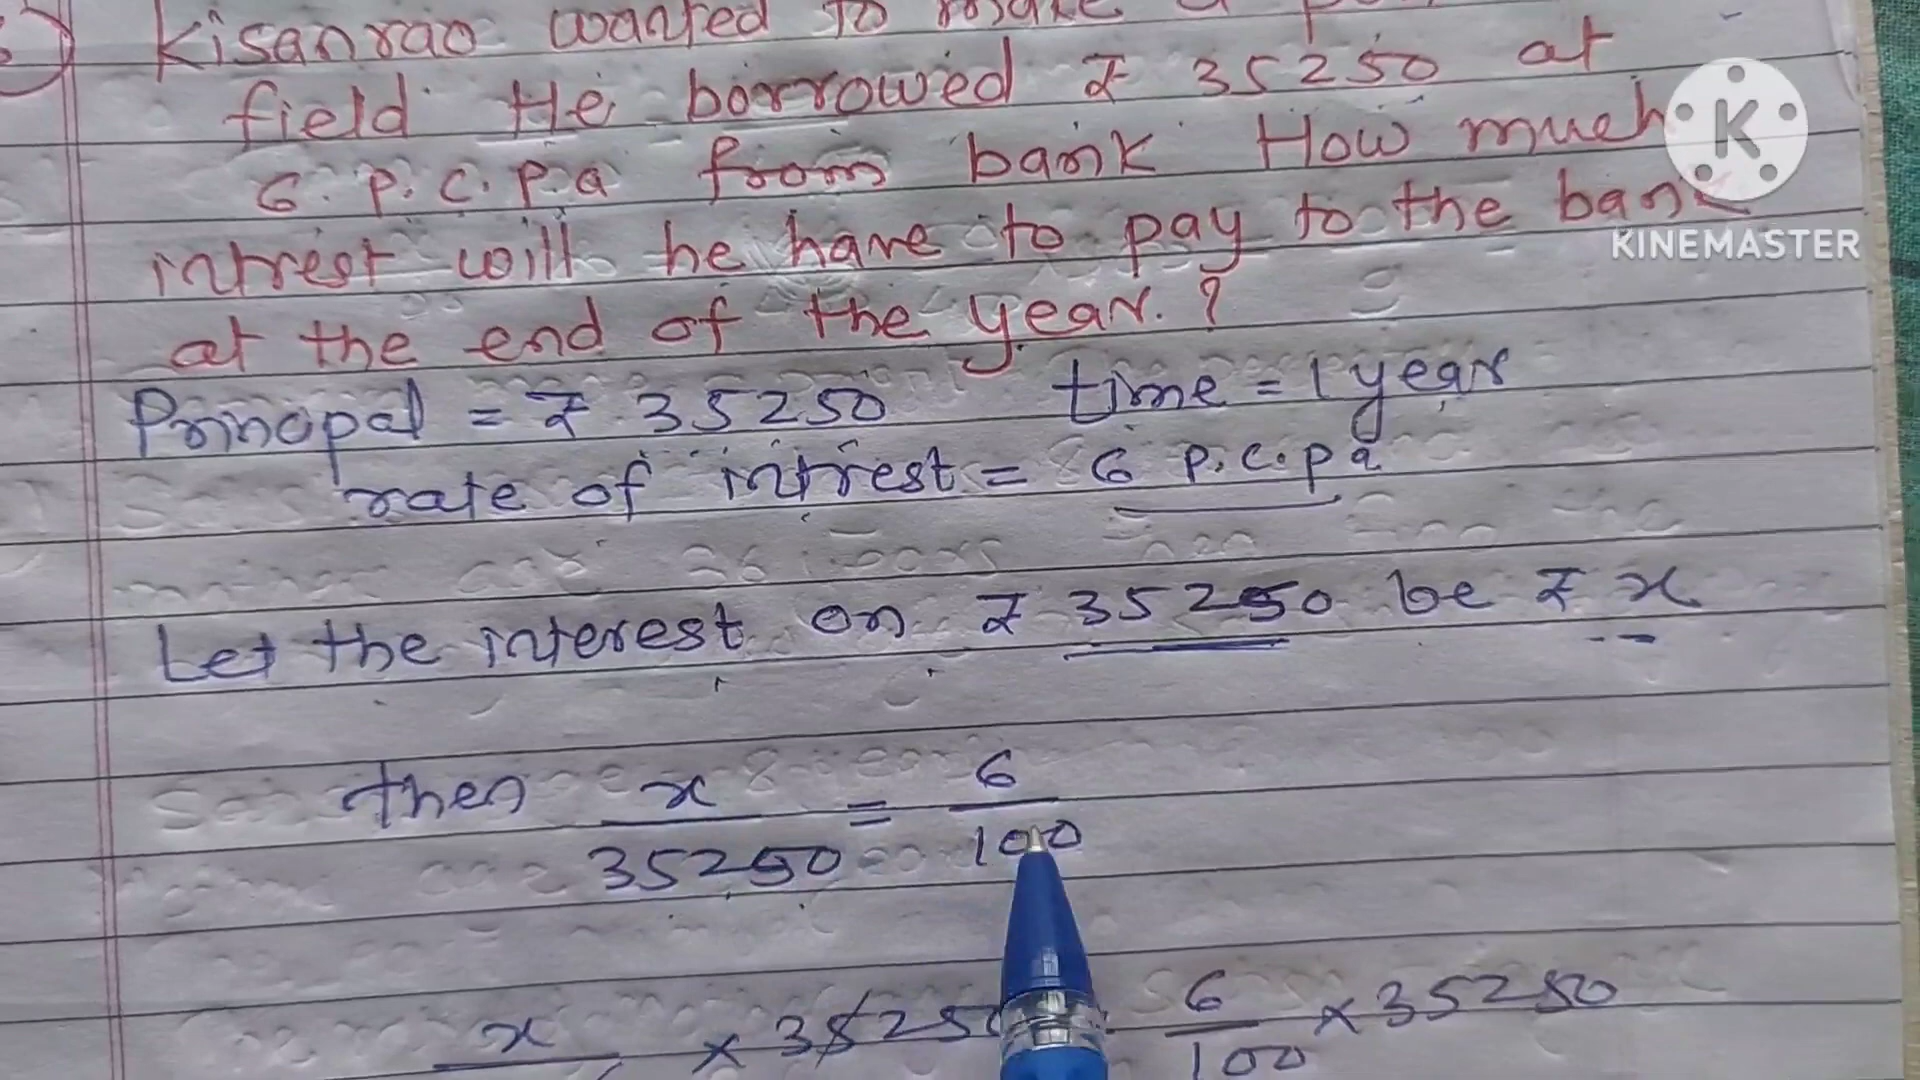 Kisanrao wanted to make a
field He borrowed ₹ 35250 at
6. p.c.p.a from bank How much
intrest will he have to pay to the bank
at the end of the year.?
Principal = ₹ 35250 time = 1 year
rate of intrest = 6 p.c.p a
Let the interest on ₹ 35250 be ₹ x
then x/35250 = 6/100
x × 35250 6/100 × 35250
K
KINEMASTER